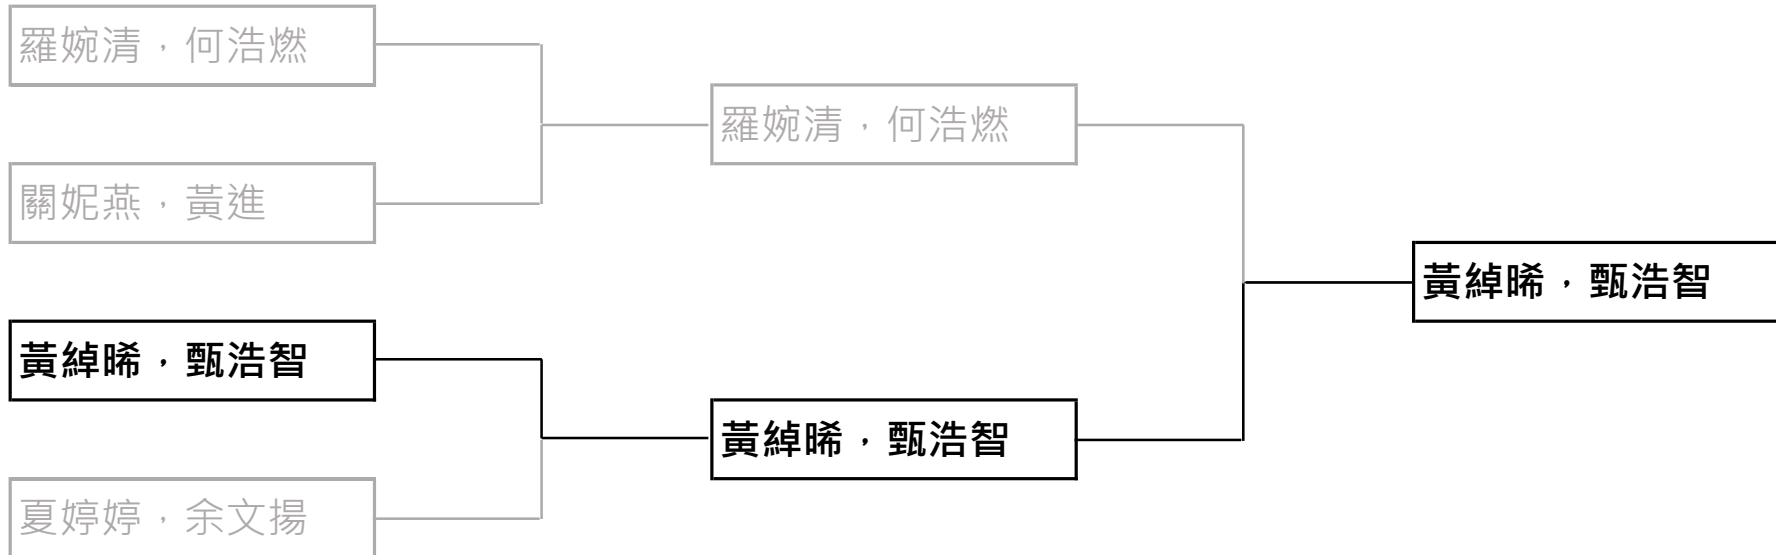 羅婉清，何浩燃
關妮燕，黃進
黃綽晞，甄浩智
夏婷婷，余文揚
羅婉清，何浩燃
黃綽晞，甄浩智
黃綽晞，甄浩智